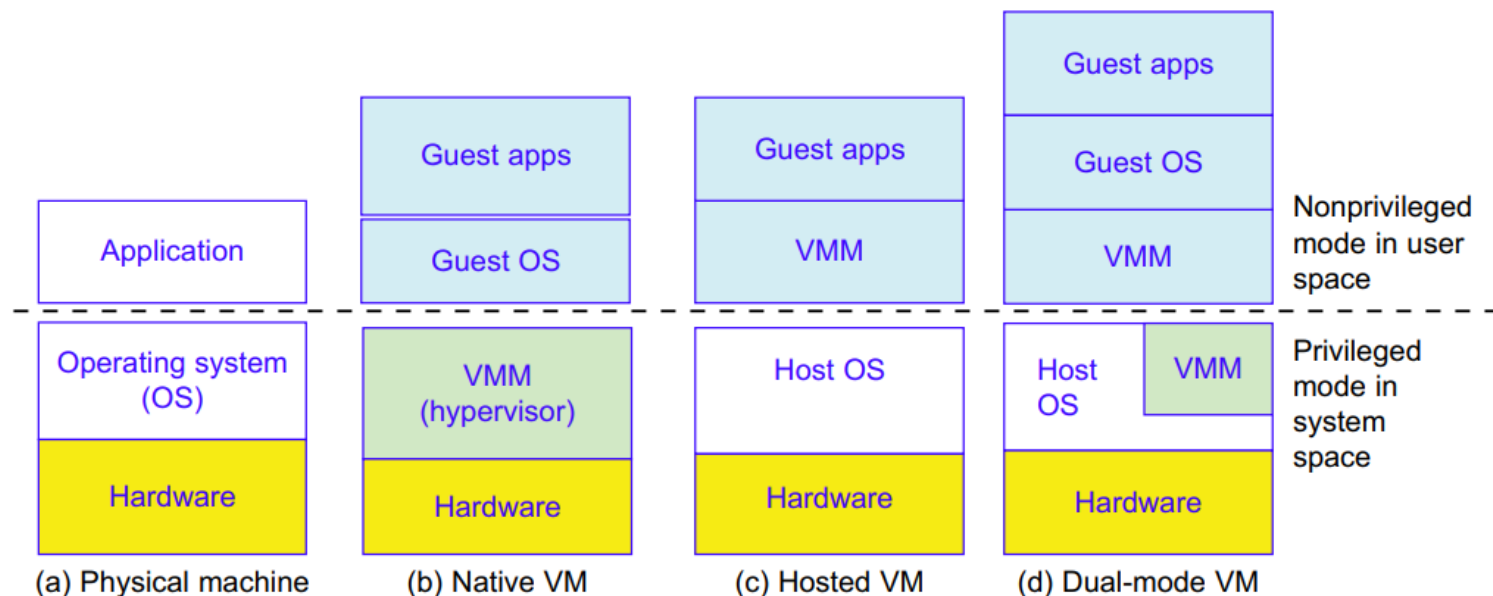 Application
Operating system
(OS)
Hardware
(a) Physical machine
Guest apps
Guest OS
VMM
(hypervisor)
Hardware
(b) Native VM
Guest apps
VMM
Host OS
Hardware
(c) Hosted VM
Guest apps
Guest OS
VMM
Host
OS
VMM
Hardware
(d) Dual-mode VM
Nonprivileged
mode in user
space
Privileged
mode in
system
space